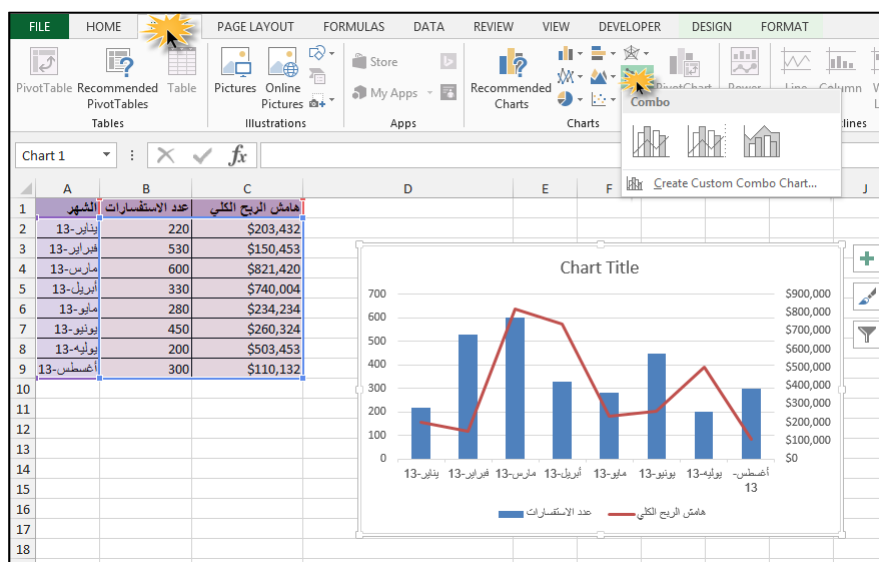 FILE HOME PAGE LAYOUT FORMULAS DATA REVIEW VIEW DEVELOPER DESIGN FORMAT
PivotTable Recommended PivotTables Table
Tables
Pictures Online Pictures
Illustrations
Store
My Apps
Apps
Recommended Charts
Charts
PivotChart Power
Line Column
Combo
Create Custom Combo Chart...
Chart 1 fx
A B C D E F J
1 الشهر عدد الاستفسارات هامش الربح الكلي
2 يناير-13 220 $203,432
3 فبراير-13 530 $150,453
4 مارس-13 600 $821,420
5 أبريل-13 330 $740,004
6 مايو-13 280 $234,234
7 يونيو-13 450 $260,324
8 يوليه-13 200 $503,453
9 أغسطس-13 300 $110,132
10
11
12
13
14
15
16
17
18
Chart Title
700
600
500
400
300
200
100
0
$900,000
$800,000
$700,000
$600,000
$500,000
$400,000
$300,000
$200,000
$100,000
$0
يناير-13 فبراير-13 مارس-13 أبريل-13 مايو-13 يونيو-13 يوليه-13 أغسطس-13
عدد الاستفسارات هامش الربح الكلي